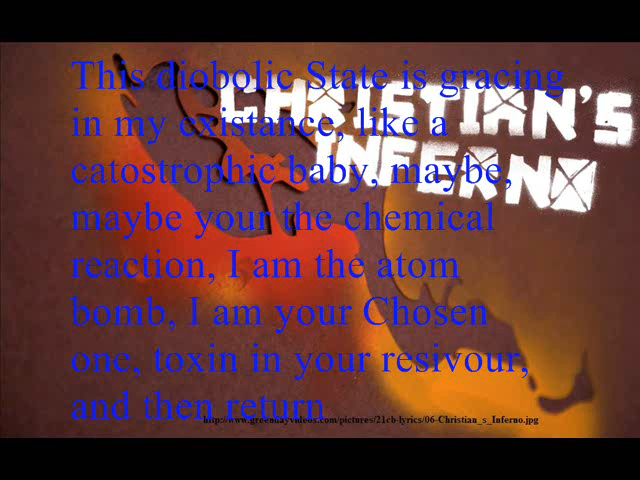 This diobolic State is gracing
in my existance, like a
catostrophic baby, maybe,
maybe your the chemical
reaction, I am the atom
bomb, I am your Chosen
one, toxin in your resivour,
and then return
CHRISTIAN'S
INFERNO
http://www.greendayvideos.com/pictures/21cb-lyrics/06-Christian_s_Inferno.jpg